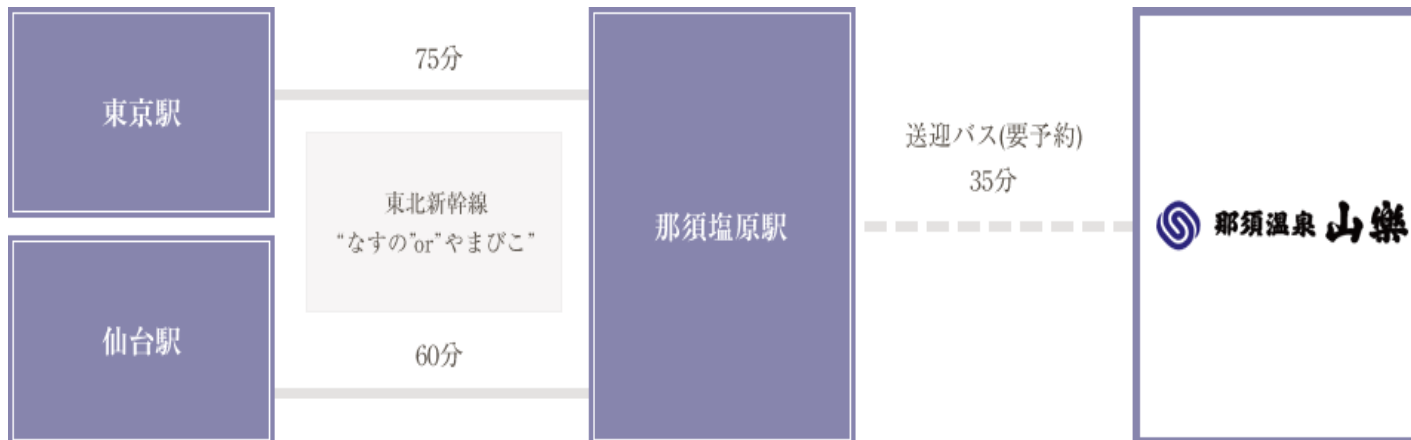 東京駅
75分
東北新幹線
“なすの”or”やまびこ”
仙台駅
60分
那須塩原駅
送迎バス(要予約)
35分
那須温泉 山樂